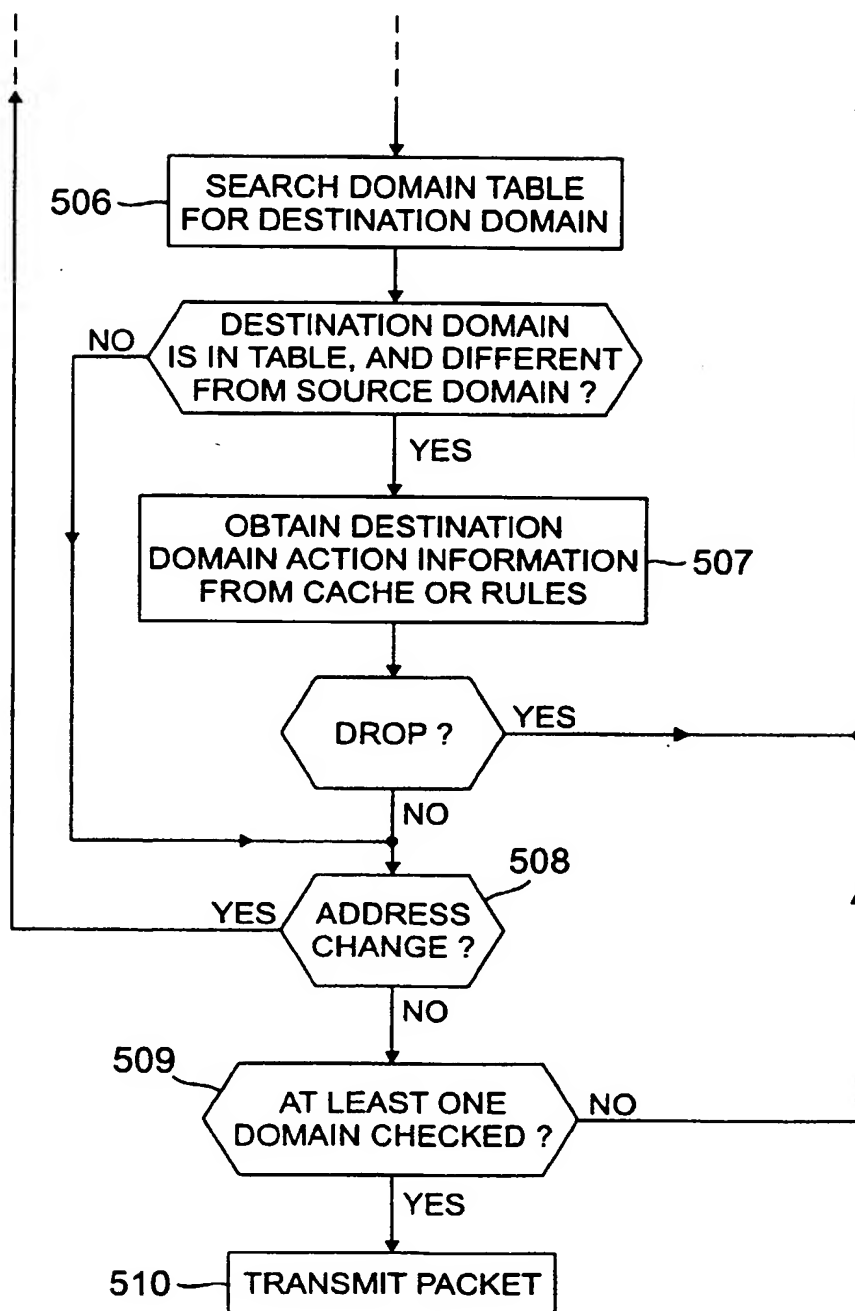 506
SEARCH DOMAIN TABLE
FOR DESTINATION DOMAIN
NO
DESTINATION DOMAIN
IS IN TABLE, AND DIFFERENT
FROM SOURCE DOMAIN ?
YES
OBTAIN DESTINATION
DOMAIN ACTION INFORMATION
FROM CACHE OR RULES
507
DROP ?
YES
NO
508
YES
ADDRESS
CHANGE ?
NO
509
AT LEAST ONE
DOMAIN CHECKED ?
NO
YES
510
TRANSMIT PACKET